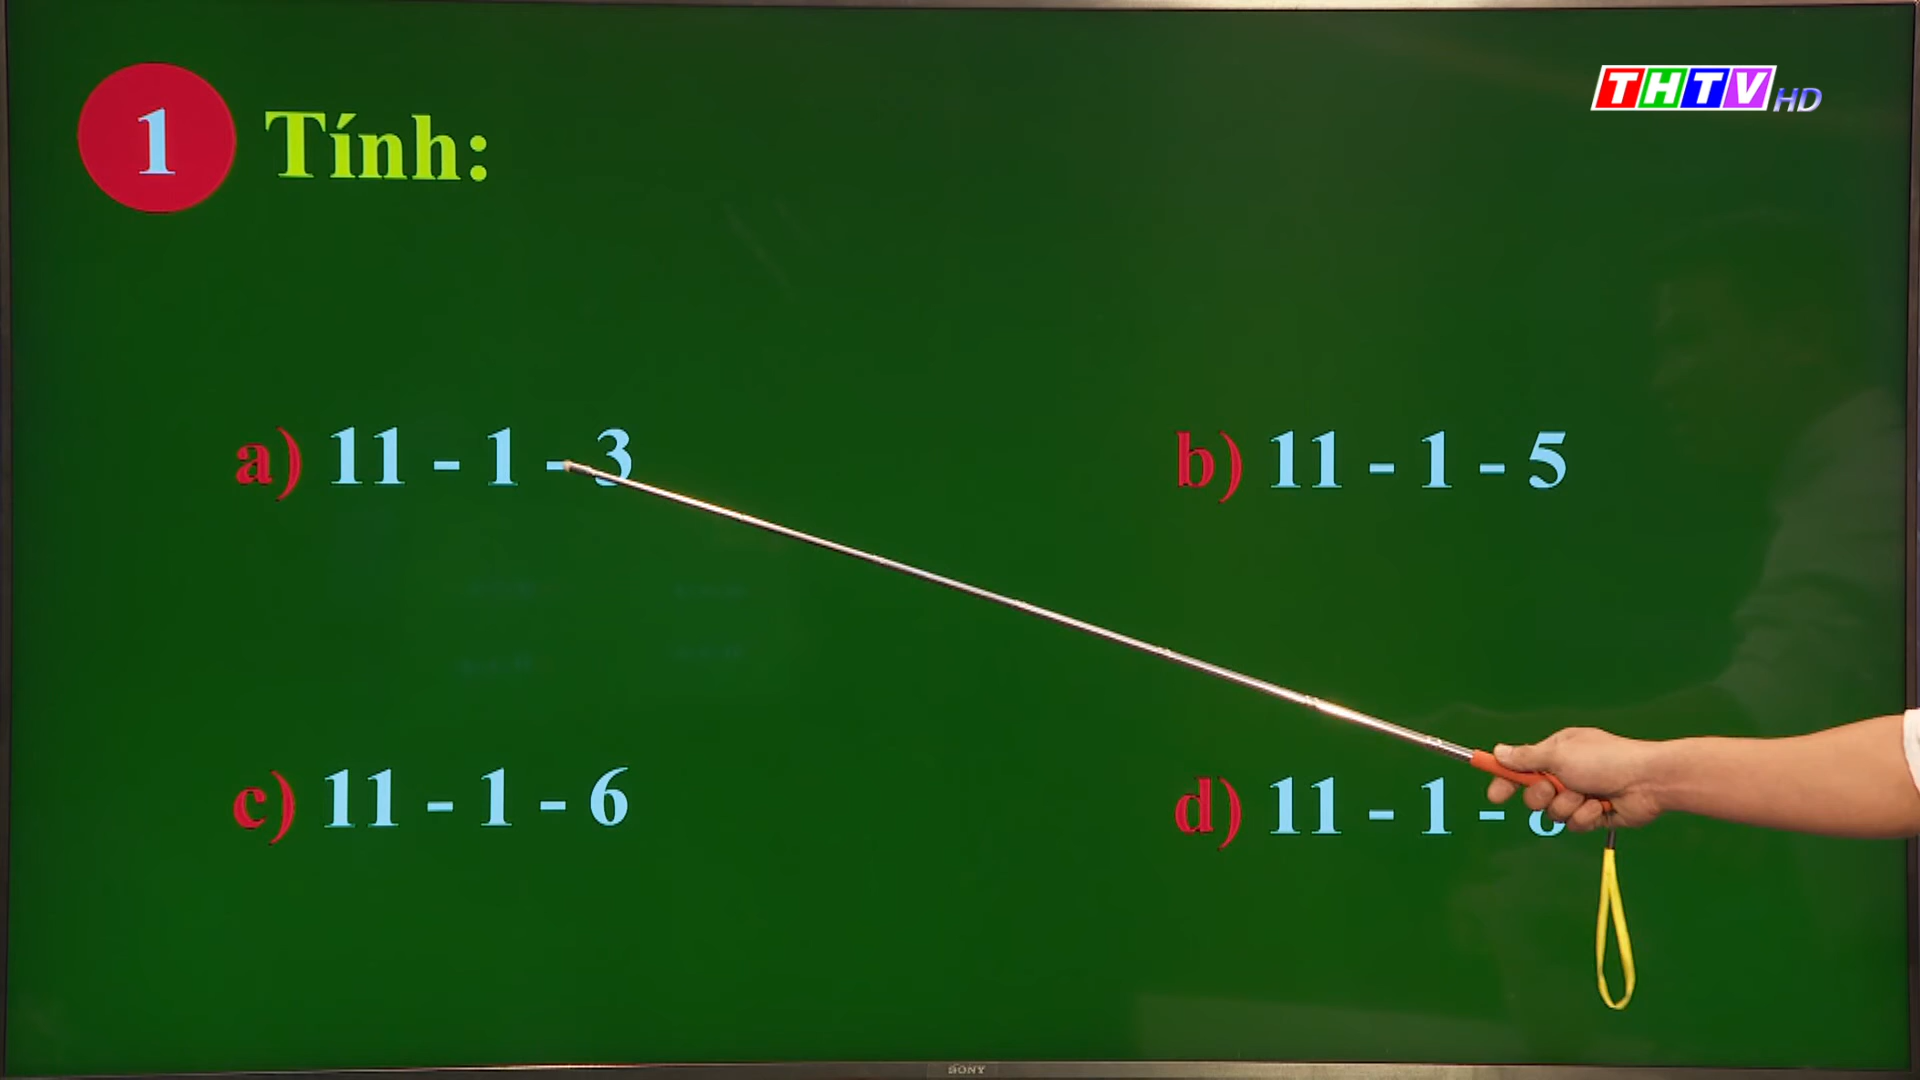 THTV HD
1 Tính:
a) 11 - 1 - 3
b) 11 - 1 - 5
c) 11 - 1 - 6
d) 11 - 1 -
SONY